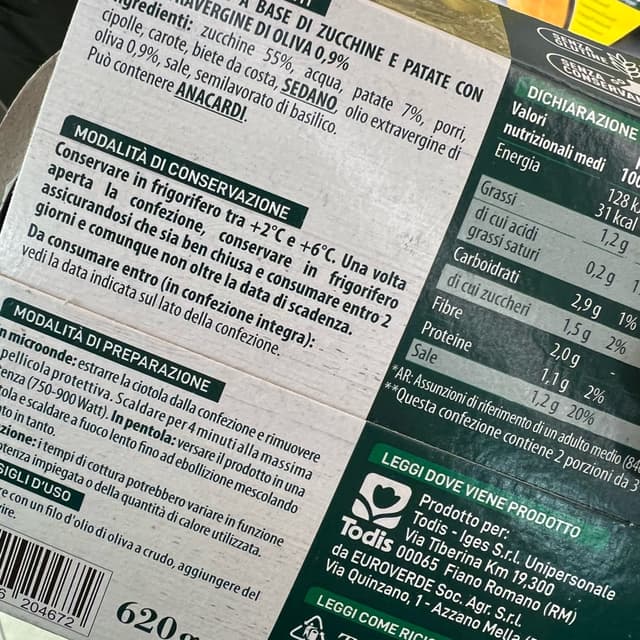 A BASE DI ZUCCHINE E PATATE CON
OLIO EXTRAVERGINE DI OLIVA 0,9%
Ingredienti: zucchine 55%, acqua, patate 7%, porri,
cipolle, carote, biete da costa, SEDANO, olio extravergine di
oliva 0,9%, sale, semilavorato di basilico.
Può contenere ANACARDI.
MODALITÀ DI CONSERVAZIONE
Conservare in frigorifero tra +2°C e +6°C. Una volta
aperta la confezione, conservare in frigorifero
assicurandosi che sia ben chiusa e consumare entro 2
giorni e comunque non oltre la data di scadenza.
Da consumare entro (in confezione integra):
vedi la data indicata sul lato della confezione.
MODALITÀ DI PREPARAZIONE
microonde: estrarre la ciotola dalla confezione e rimuovere
pellicola protettiva. Scaldare per 4 minuti alla massima
(750-900 Watt). In pentola: versare il prodotto in una
e scaldare a fuoco lento fino ad ebollizione mescolando
in tanto.
i tempi di cottura potrebbero variare in funzione
impiegata o della quantità di calore utilizzata.
D'USO
con un filo d'olio di oliva a crudo, aggiungere del
6 204672
620 g
SENZA
SENZA
DICHIARAZIONE
Valori
nutrizionali medi
Energia
128
31 kcal
Grassi 1,2 g
di cui acidi
grassi saturi 0,2 g
Carboidrati 2,9 g 1%
di cui zuccheri 1,5 g 2%
Fibre 2,0 g -
Proteine 1,1 g 2%
Sale 1,2 g 20%
*AR: Assunzioni di riferimento di un adulto medio
**Questa confezione contiene 2 porzioni da
LEGGI DOVE VIENE PRODOTTO
Todis
Prodotto per:
Todis - Iges S.r.l. Unipersonale
Via Tiberina Km 19.300
00065 Fiano Romano (RM)
da EUROVERDE Soc. Agr. S.r.l.
Via Quinzano, 1 - Azzano
LEGGI COME